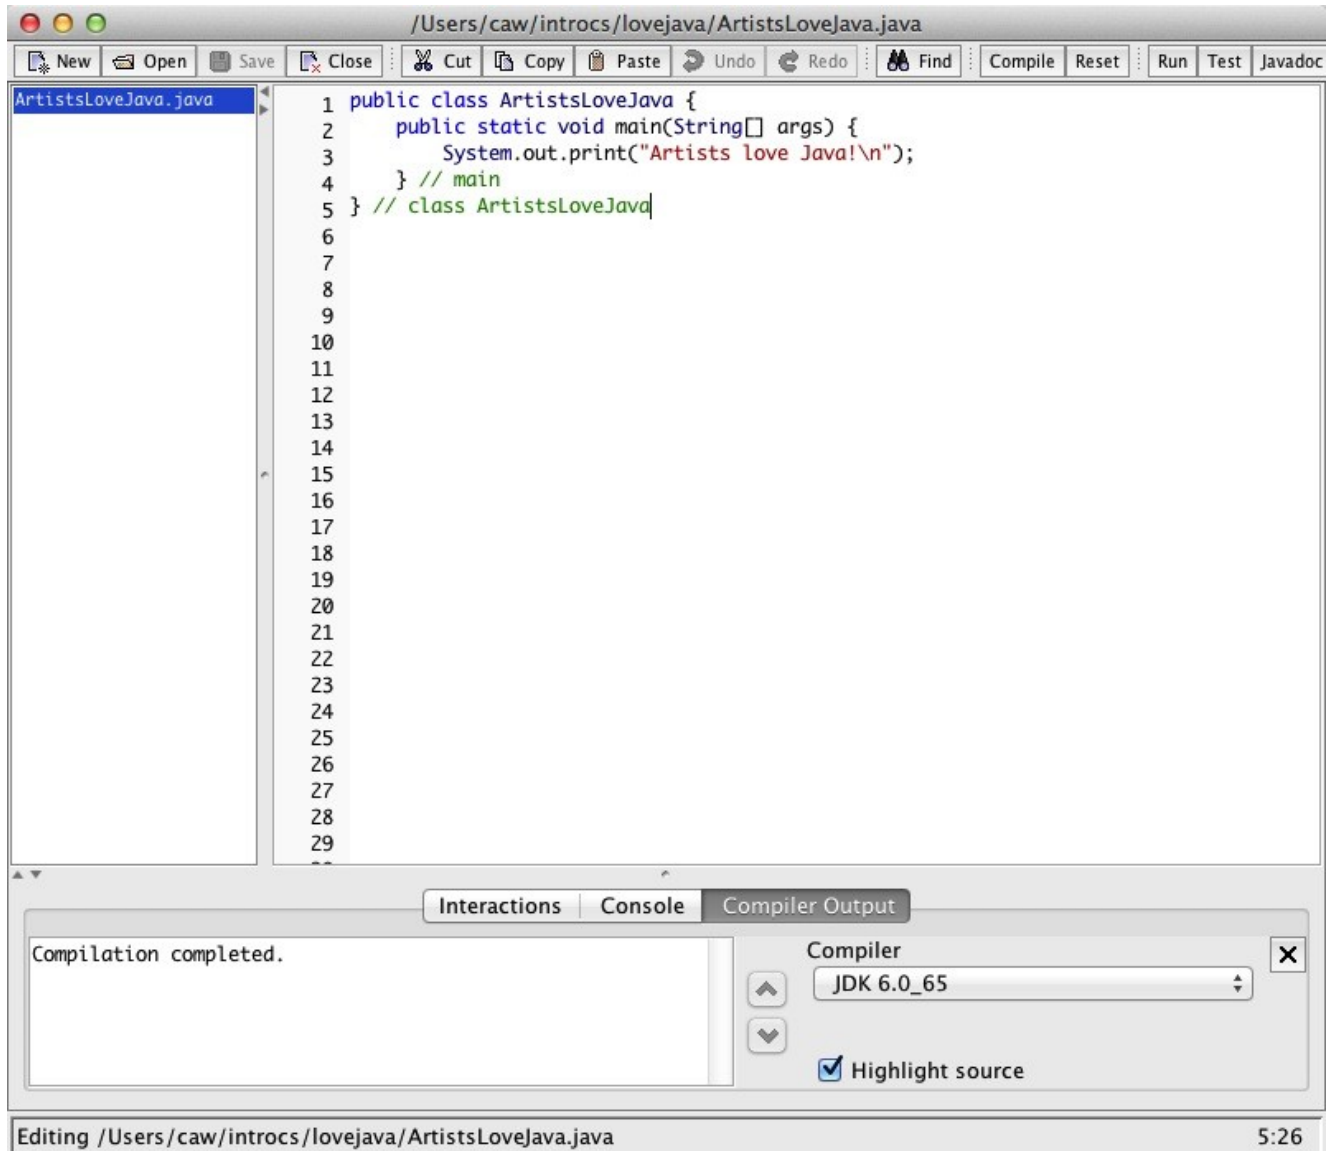 /Users/caw/introcs/lovejava/ArtistsLoveJava.java
New Open Save Close Cut Copy Paste Undo Redo Find Compile Reset Run Test Javadoc
ArtistsLoveJava.java
1 public class ArtistsLoveJava {
2     public static void main(String[] args) {
3         System.out.print("Artists love Java!\n");
4     } // main
5 } // class ArtistsLoveJava
6
7
8
9
10
11
12
13
14
15
16
17
18
19
20
21
22
23
24
25
26
27
28
29
Interactions Console Compiler Output
Compilation completed.
Compiler
JDK 6.0_65
Highlight source
Editing /Users/caw/introcs/lovejava/ArtistsLoveJava.java 5:26